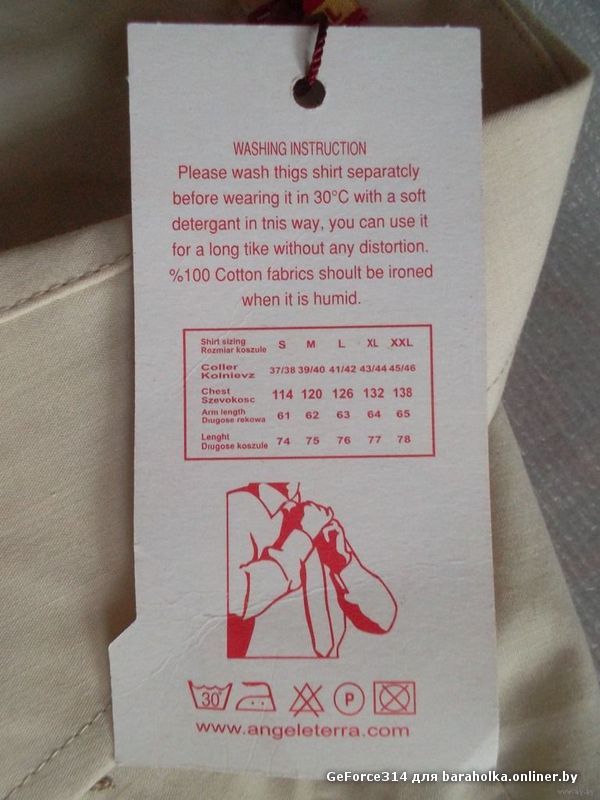 WASHING INSTRUCTION
Please wash thigs shirt separatcly
before wearing it in 30°C with a soft
detergant in tnis way, you can use it
for a long tike without any distortion.
%100 Cotton fabrics shoult be ironed
when it is humid.
Shirt sizing S M L XL XXL
Rozmiar koszule
Coller 37/38 39/40 41/42 43/44 45/46
Kolnievz
Chest 114 120 126 132 138
Szevokosc
Arm length 61 62 63 64 65
Dlugose rekowa
Lenght 74 75 76 77 78
Dlugose koszule
30° P
www.angeleterra.com
GeForce314 для baraholka.onliner.by